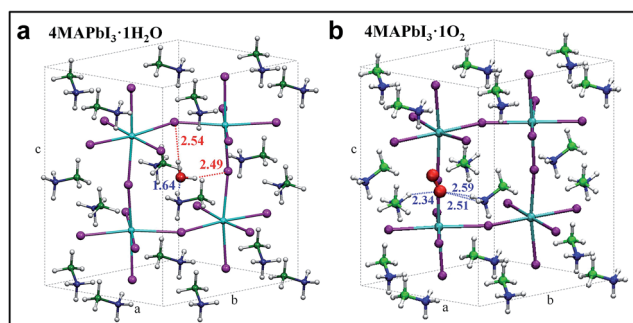 a 4MAPbI₃·1H₂O
c
2.54
2.49
1.64
a
b
b 4MAPbI₃·1O₂
c
2.34
2.59
2.51
a
b